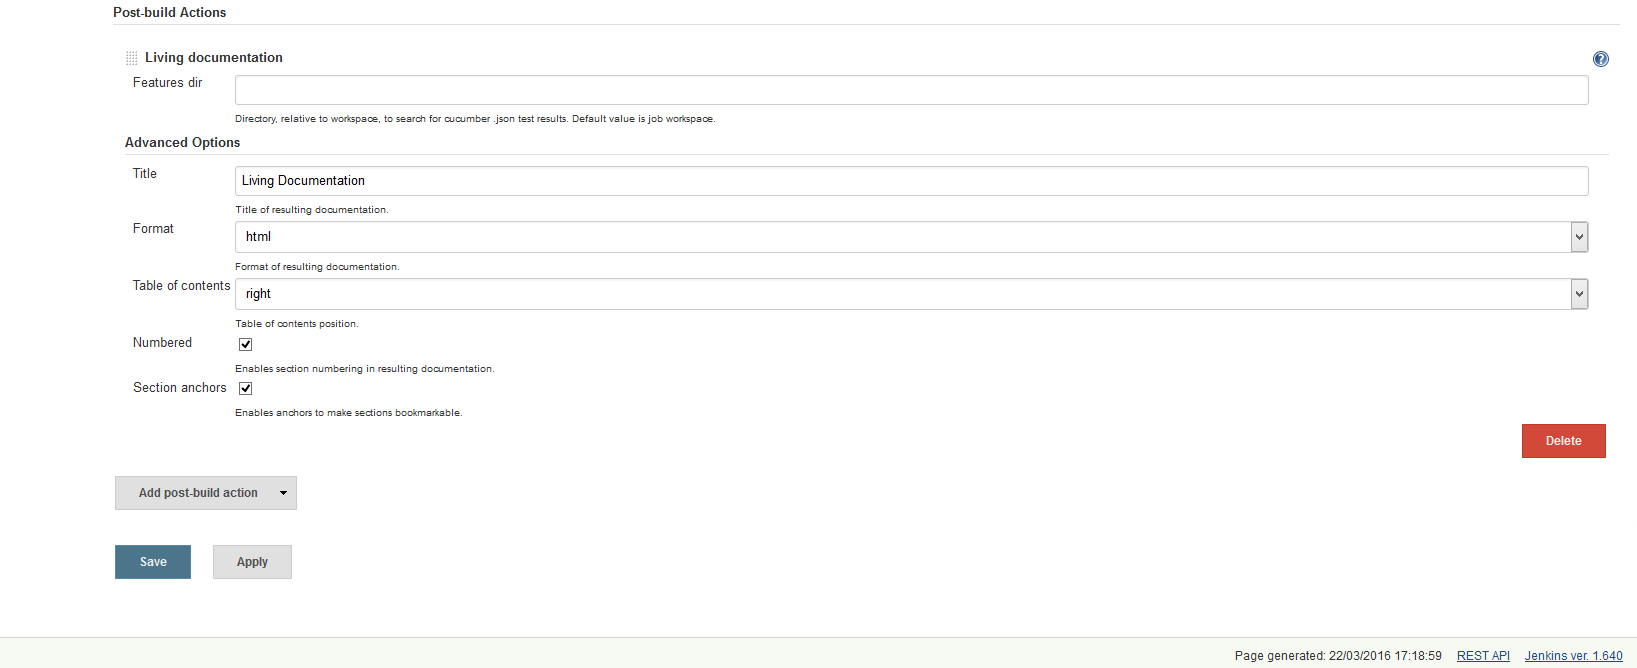 Post-build Actions
Living documentation
Features dir
Directory, relative to workspace, to search for cucumber .json test results. Default value is job workspace.
Advanced Options
Title
Living Documentation
Title of resulting documentation.
Format
html
Format of resulting documentation.
Table of contents
right
Table of contents position.
Numbered
Enables section numbering in resulting documentation.
Section anchors
Enables anchors to make sections bookmarkable.
Delete
Add post-build action
Save Apply
Page generated: 22/03/2016 17:18:59 REST API Jenkins ver. 1.640